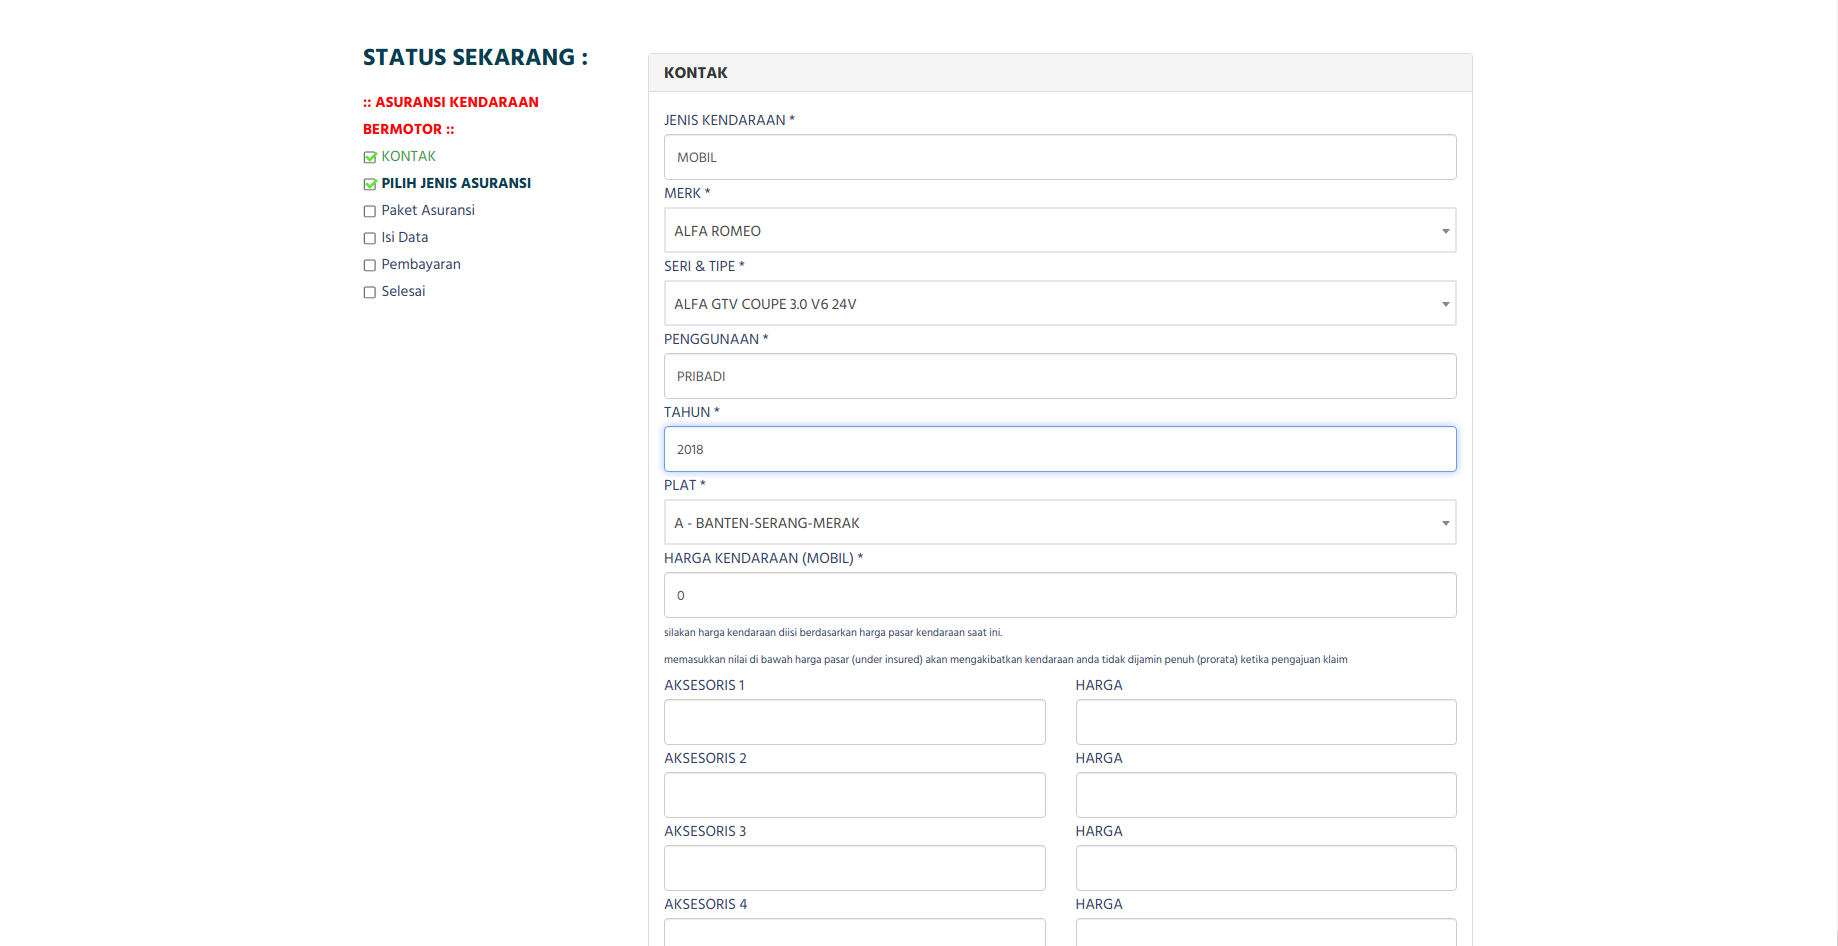 STATUS SEKARANG :
:: ASURANSI KENDARAAN
BERMOTOR ::
KONTAK
PILIH JENIS ASURANSI
Paket Asuransi
Isi Data
Pembayaran
Selesai
KONTAK
JENIS KENDARAAN *
MOBIL
MERK *
ALFA ROMEO
SERI & TIPE *
ALFA GTV COUPE 3.0 V6 24V
PENGGUNAAN *
PRIBADI
TAHUN *
2018
PLAT *
A - BANTEN-SERANG-MERAK
HARGA KENDARAAN (MOBIL) *
0
silakan harga kendaraan diisi berdasarkan harga pasar kendaraan saat ini.
memasukkan nilai di bawah harga pasar (under insured) akan mengakibatkan kendaraan anda tidak dijamin penuh (prorata) ketika pengajuan klaim
AKSESORIS 1 HARGA
AKSESORIS 2 HARGA
AKSESORIS 3 HARGA
AKSESORIS 4 HARGA